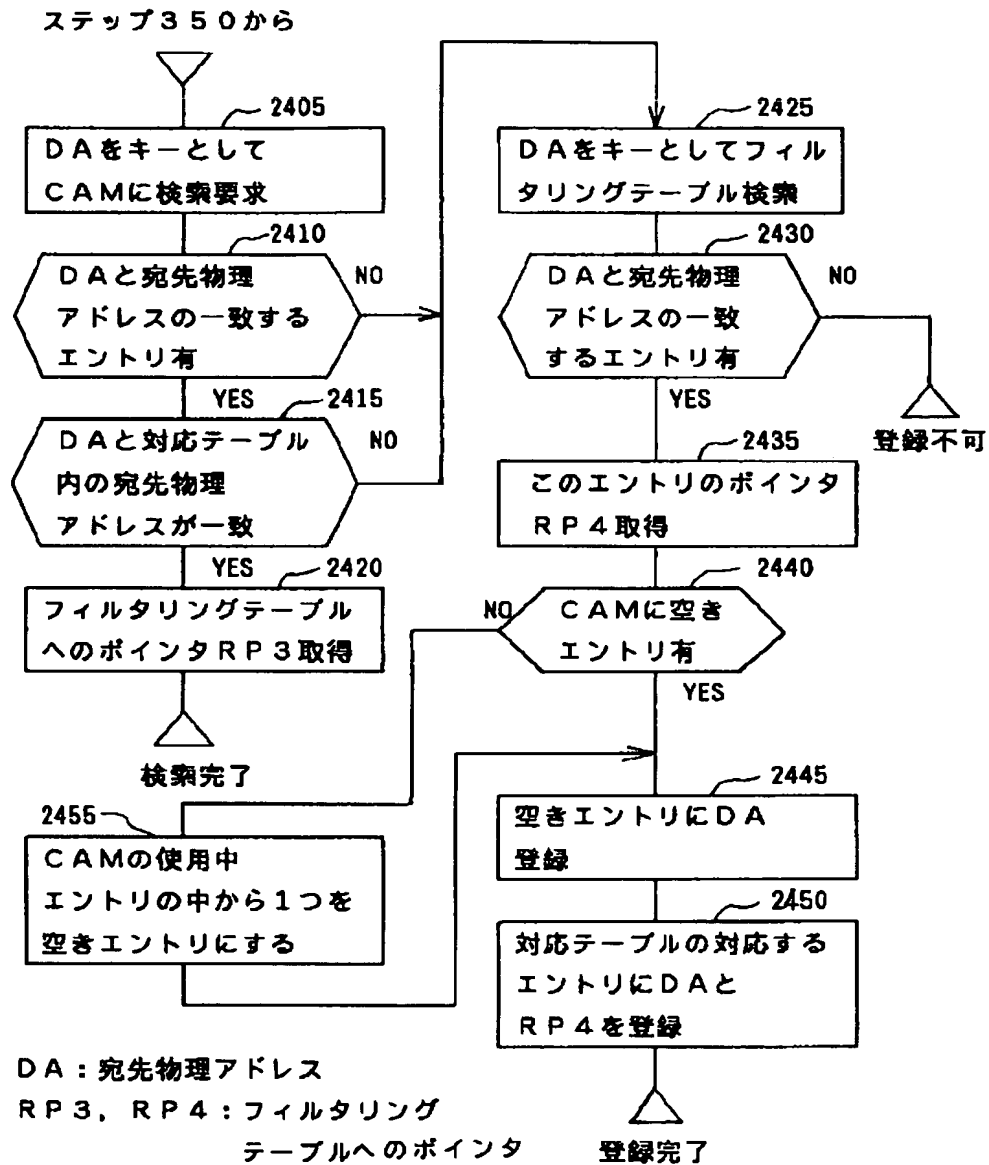 ステップ350から
2405
DAをキーとして
CAMに検索要求
2410
DAと宛先物理
アドレスの一致する
エントリ有
NO
YES
2415
DAと対応テーブル
内の宛先物理
アドレスが一致
NO
YES
2420
フィルタリングテーブル
へのポインタRP3取得
検索完了
2425
DAをキーとしてフィル
タリングテーブル検索
2430
DAと宛先物理
アドレスの一致
するエントリ有
NO
YES
登録不可
2435
このエントリのポインタ
RP4取得
2440
CAMに空き
エントリ有
NO
YES
2455
CAMの使用中
エントリの中から1つを
空きエントリにする
2445
空きエントリにDA
登録
2450
対応テーブルの対応する
エントリにDAと
RP4を登録
登録完了
DA:宛先物理アドレス
RP3,RP4:フィルタリング
テーブルへのポインタ